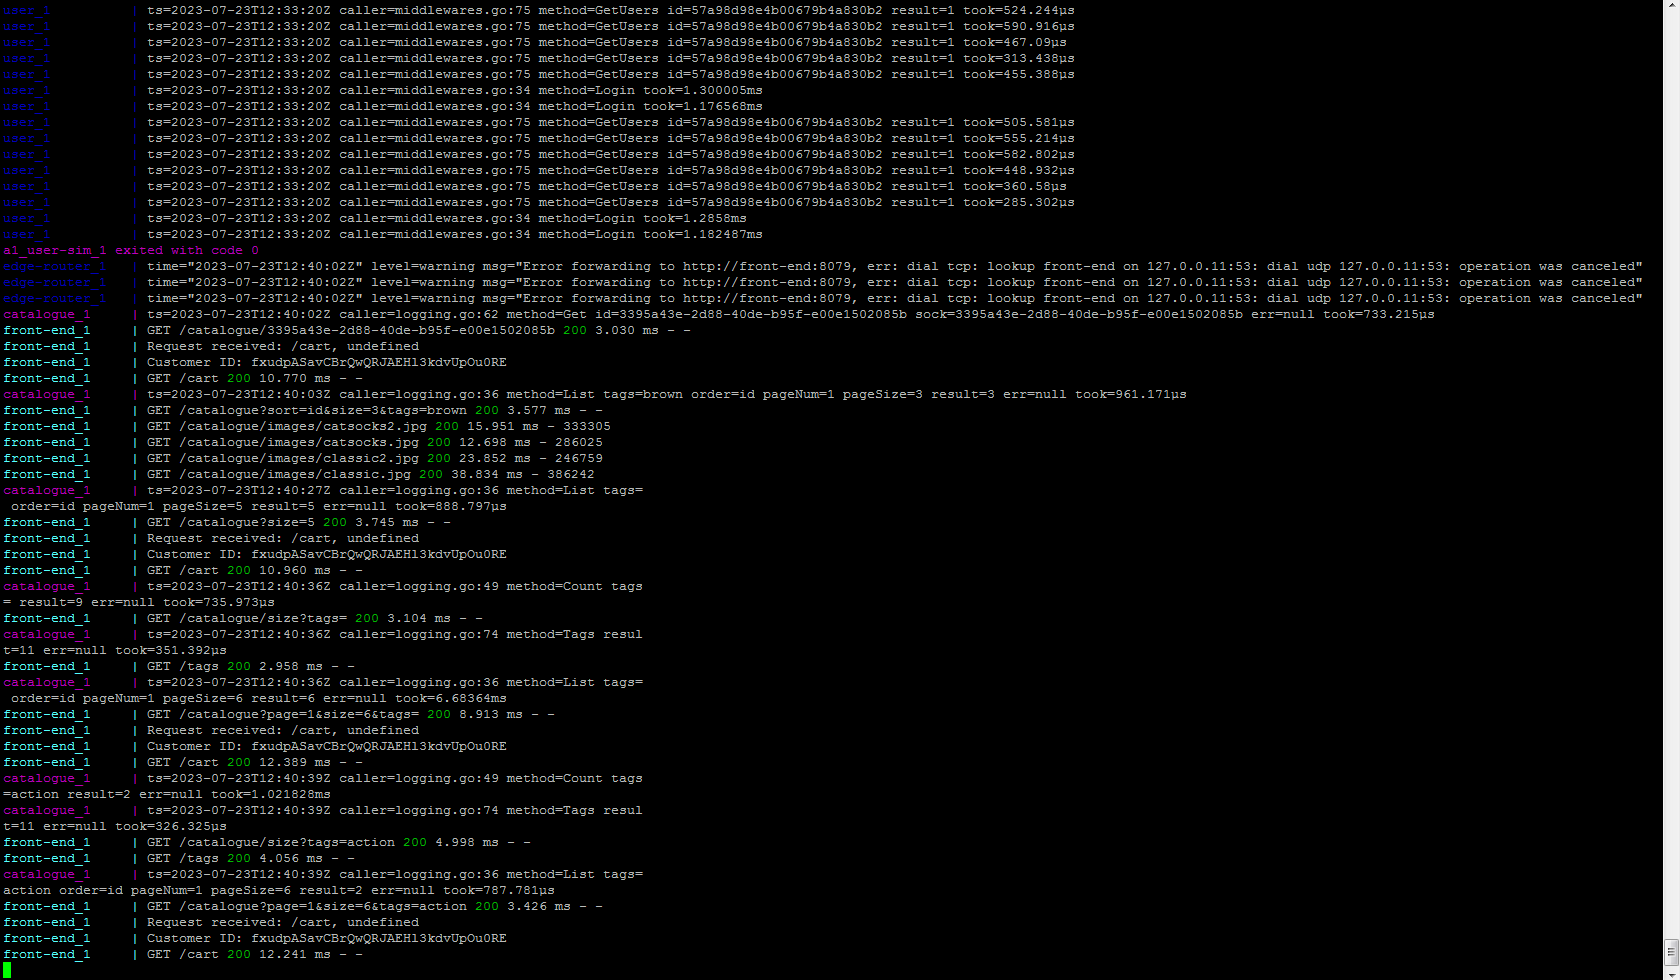 user_1 | ts=2023-07-23T12:33:20Z caller=middlewares.go:75 method=GetUsers id=57a98d98e4b00679b4a830b2 result=1 took=524.244µs
user_1 | ts=2023-07-23T12:33:20Z caller=middlewares.go:75 method=GetUsers id=57a98d98e4b00679b4a830b2 result=1 took=590.916µs
user_1 | ts=2023-07-23T12:33:20Z caller=middlewares.go:75 method=GetUsers id=57a98d98e4b00679b4a830b2 result=1 took=467.09µs
user_1 | ts=2023-07-23T12:33:20Z caller=middlewares.go:75 method=GetUsers id=57a98d98e4b00679b4a830b2 result=1 took=313.438µs
user_1 | ts=2023-07-23T12:33:20Z caller=middlewares.go:75 method=GetUsers id=57a98d98e4b00679b4a830b2 result=1 took=455.388µs
user_1 | ts=2023-07-23T12:33:20Z caller=middlewares.go:34 method=Login took=1.300005ms
user_1 | ts=2023-07-23T12:33:20Z caller=middlewares.go:34 method=Login took=1.176568ms
user_1 | ts=2023-07-23T12:33:20Z caller=middlewares.go:75 method=GetUsers id=57a98d98e4b00679b4a830b2 result=1 took=505.581µs
user_1 | ts=2023-07-23T12:33:20Z caller=middlewares.go:75 method=GetUsers id=57a98d98e4b00679b4a830b2 result=1 took=555.214µs
user_1 | ts=2023-07-23T12:33:20Z caller=middlewares.go:75 method=GetUsers id=57a98d98e4b00679b4a830b2 result=1 took=582.802µs
user_1 | ts=2023-07-23T12:33:20Z caller=middlewares.go:75 method=GetUsers id=57a98d98e4b00679b4a830b2 result=1 took=448.932µs
user_1 | ts=2023-07-23T12:33:20Z caller=middlewares.go:75 method=GetUsers id=57a98d98e4b00679b4a830b2 result=1 took=360.58µs
user_1 | ts=2023-07-23T12:33:20Z caller=middlewares.go:75 method=GetUsers id=57a98d98e4b00679b4a830b2 result=1 took=285.302µs
user_1 | ts=2023-07-23T12:33:20Z caller=middlewares.go:34 method=Login took=1.2858ms
user_1 | ts=2023-07-23T12:33:20Z caller=middlewares.go:34 method=Login took=1.182487ms
a1_user-sim_1 exited with code 0
edge-router_1 | time="2023-07-23T12:40:02Z" level=warning msg="Error forwarding to http://front-end:8079, err: dial tcp: lookup front-end on 127.0.0.11:53: dial udp 127.0.0.11:53: operation was canceled"
edge-router_1 | time="2023-07-23T12:40:02Z" level=warning msg="Error forwarding to http://front-end:8079, err: dial tcp: lookup front-end on 127.0.0.11:53: dial udp 127.0.0.11:53: operation was canceled"
edge-router_1 | time="2023-07-23T12:40:02Z" level=warning msg="Error forwarding to http://front-end:8079, err: dial tcp: lookup front-end on 127.0.0.11:53: dial udp 127.0.0.11:53: operation was canceled"
catalogue_1 | ts=2023-07-23T12:40:02Z caller=logging.go:62 method=Get id=3395a43e-2d88-40de-b95f-e00e1502085b sock=3395a43e-2d88-40de-b95f-e00e1502085b err=null took=733.215µs
front-end_1 | GET /catalogue/3395a43e-2d88-40de-b95f-e00e1502085b 200 3.030 ms - -
front-end_1 | Request received: /cart, undefined
front-end_1 | Customer ID: fxudpASavCBrQwQRJAEHl3kdvUpOu0RE
front-end_1 | GET /cart 200 10.770 ms - -
catalogue_1 | ts=2023-07-23T12:40:03Z caller=logging.go:36 method=List tags=brown order=id pageNum=1 pageSize=3 result=3 err=null took=961.171µs
front-end_1 | GET /catalogue?sort=id&size=3&tags=brown 200 3.577 ms - -
front-end_1 | GET /catalogue/images/catsocks2.jpg 200 15.951 ms - 333305
front-end_1 | GET /catalogue/images/catsocks.jpg 200 12.698 ms - 286025
front-end_1 | GET /catalogue/images/classic2.jpg 200 23.852 ms - 246759
front-end_1 | GET /catalogue/images/classic.jpg 200 38.834 ms - 386242
catalogue_1 | ts=2023-07-23T12:40:27Z caller=logging.go:36 method=List tags=
order=id pageNum=1 pageSize=5 result=5 err=null took=888.797µs
front-end_1 | GET /catalogue?size=5 200 3.745 ms - -
front-end_1 | Request received: /cart, undefined
front-end_1 | Customer ID: fxudpASavCBrQwQRJAEHl3kdvUpOu0RE
front-end_1 | GET /cart 200 10.960 ms - -
catalogue_1 | ts=2023-07-23T12:40:36Z caller=logging.go:49 method=Count tags
= result=9 err=null took=735.973µs
front-end_1 | GET /catalogue/size?tags= 200 3.104 ms - -
catalogue_1 | ts=2023-07-23T12:40:36Z caller=logging.go:74 method=Tags resul
t=11 err=null took=351.392µs
front-end_1 | GET /tags 200 2.958 ms - -
catalogue_1 | ts=2023-07-23T12:40:36Z caller=logging.go:36 method=List tags=
order=id pageNum=1 pageSize=6 result=6 err=null took=6.68364ms
front-end_1 | GET /catalogue?page=1&size=6&tags= 200 8.913 ms - -
front-end_1 | Request received: /cart, undefined
front-end_1 | Customer ID: fxudpASavCBrQwQRJAEHl3kdvUpOu0RE
front-end_1 | GET /cart 200 12.389 ms - -
catalogue_1 | ts=2023-07-23T12:40:39Z caller=logging.go:49 method=Count tags
=action result=2 err=null took=1.021828ms
catalogue_1 | ts=2023-07-23T12:40:39Z caller=logging.go:74 method=Tags resul
t=11 err=null took=326.325µs
front-end_1 | GET /catalogue/size?tags=action 200 4.998 ms - -
front-end_1 | GET /tags 200 4.056 ms - -
catalogue_1 | ts=2023-07-23T12:40:39Z caller=logging.go:36 method=List tags=
action order=id pageNum=1 pageSize=6 result=2 err=null took=787.781µs
front-end_1 | GET /catalogue?page=1&size=6&tags=action 200 3.426 ms - -
front-end_1 | Request received: /cart, undefined
front-end_1 | Customer ID: fxudpASavCBrQwQRJAEHl3kdvUpOu0RE
front-end_1 | GET /cart 200 12.241 ms - -